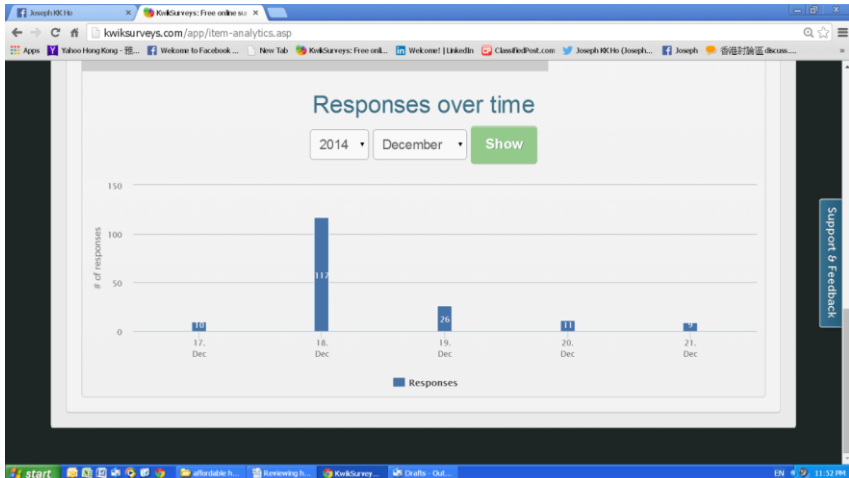 Joseph KK Ho
KwikSurveys: Free online su
kwiksurveys.com/app/item-analytics.asp
Apps Yahoo Hong Kong - 雅... Welcome to Facebook ... New Tab KwikSurveys: Free onli... Welcome! | LinkedIn ClassifiedPost.com Joseph KK Ho (Joseph... Joseph 香港討論區 discuss.... »
Responses over time
2014 December Show
150
100
50
0
# of responses
10
117
26
11
9
17. Dec
18. Dec
19. Dec
20. Dec
21. Dec
Responses
Support & Feedback
start affordable h... Reviewing h... KwikSurvey... Drafts - Out... EN 11:52 PM